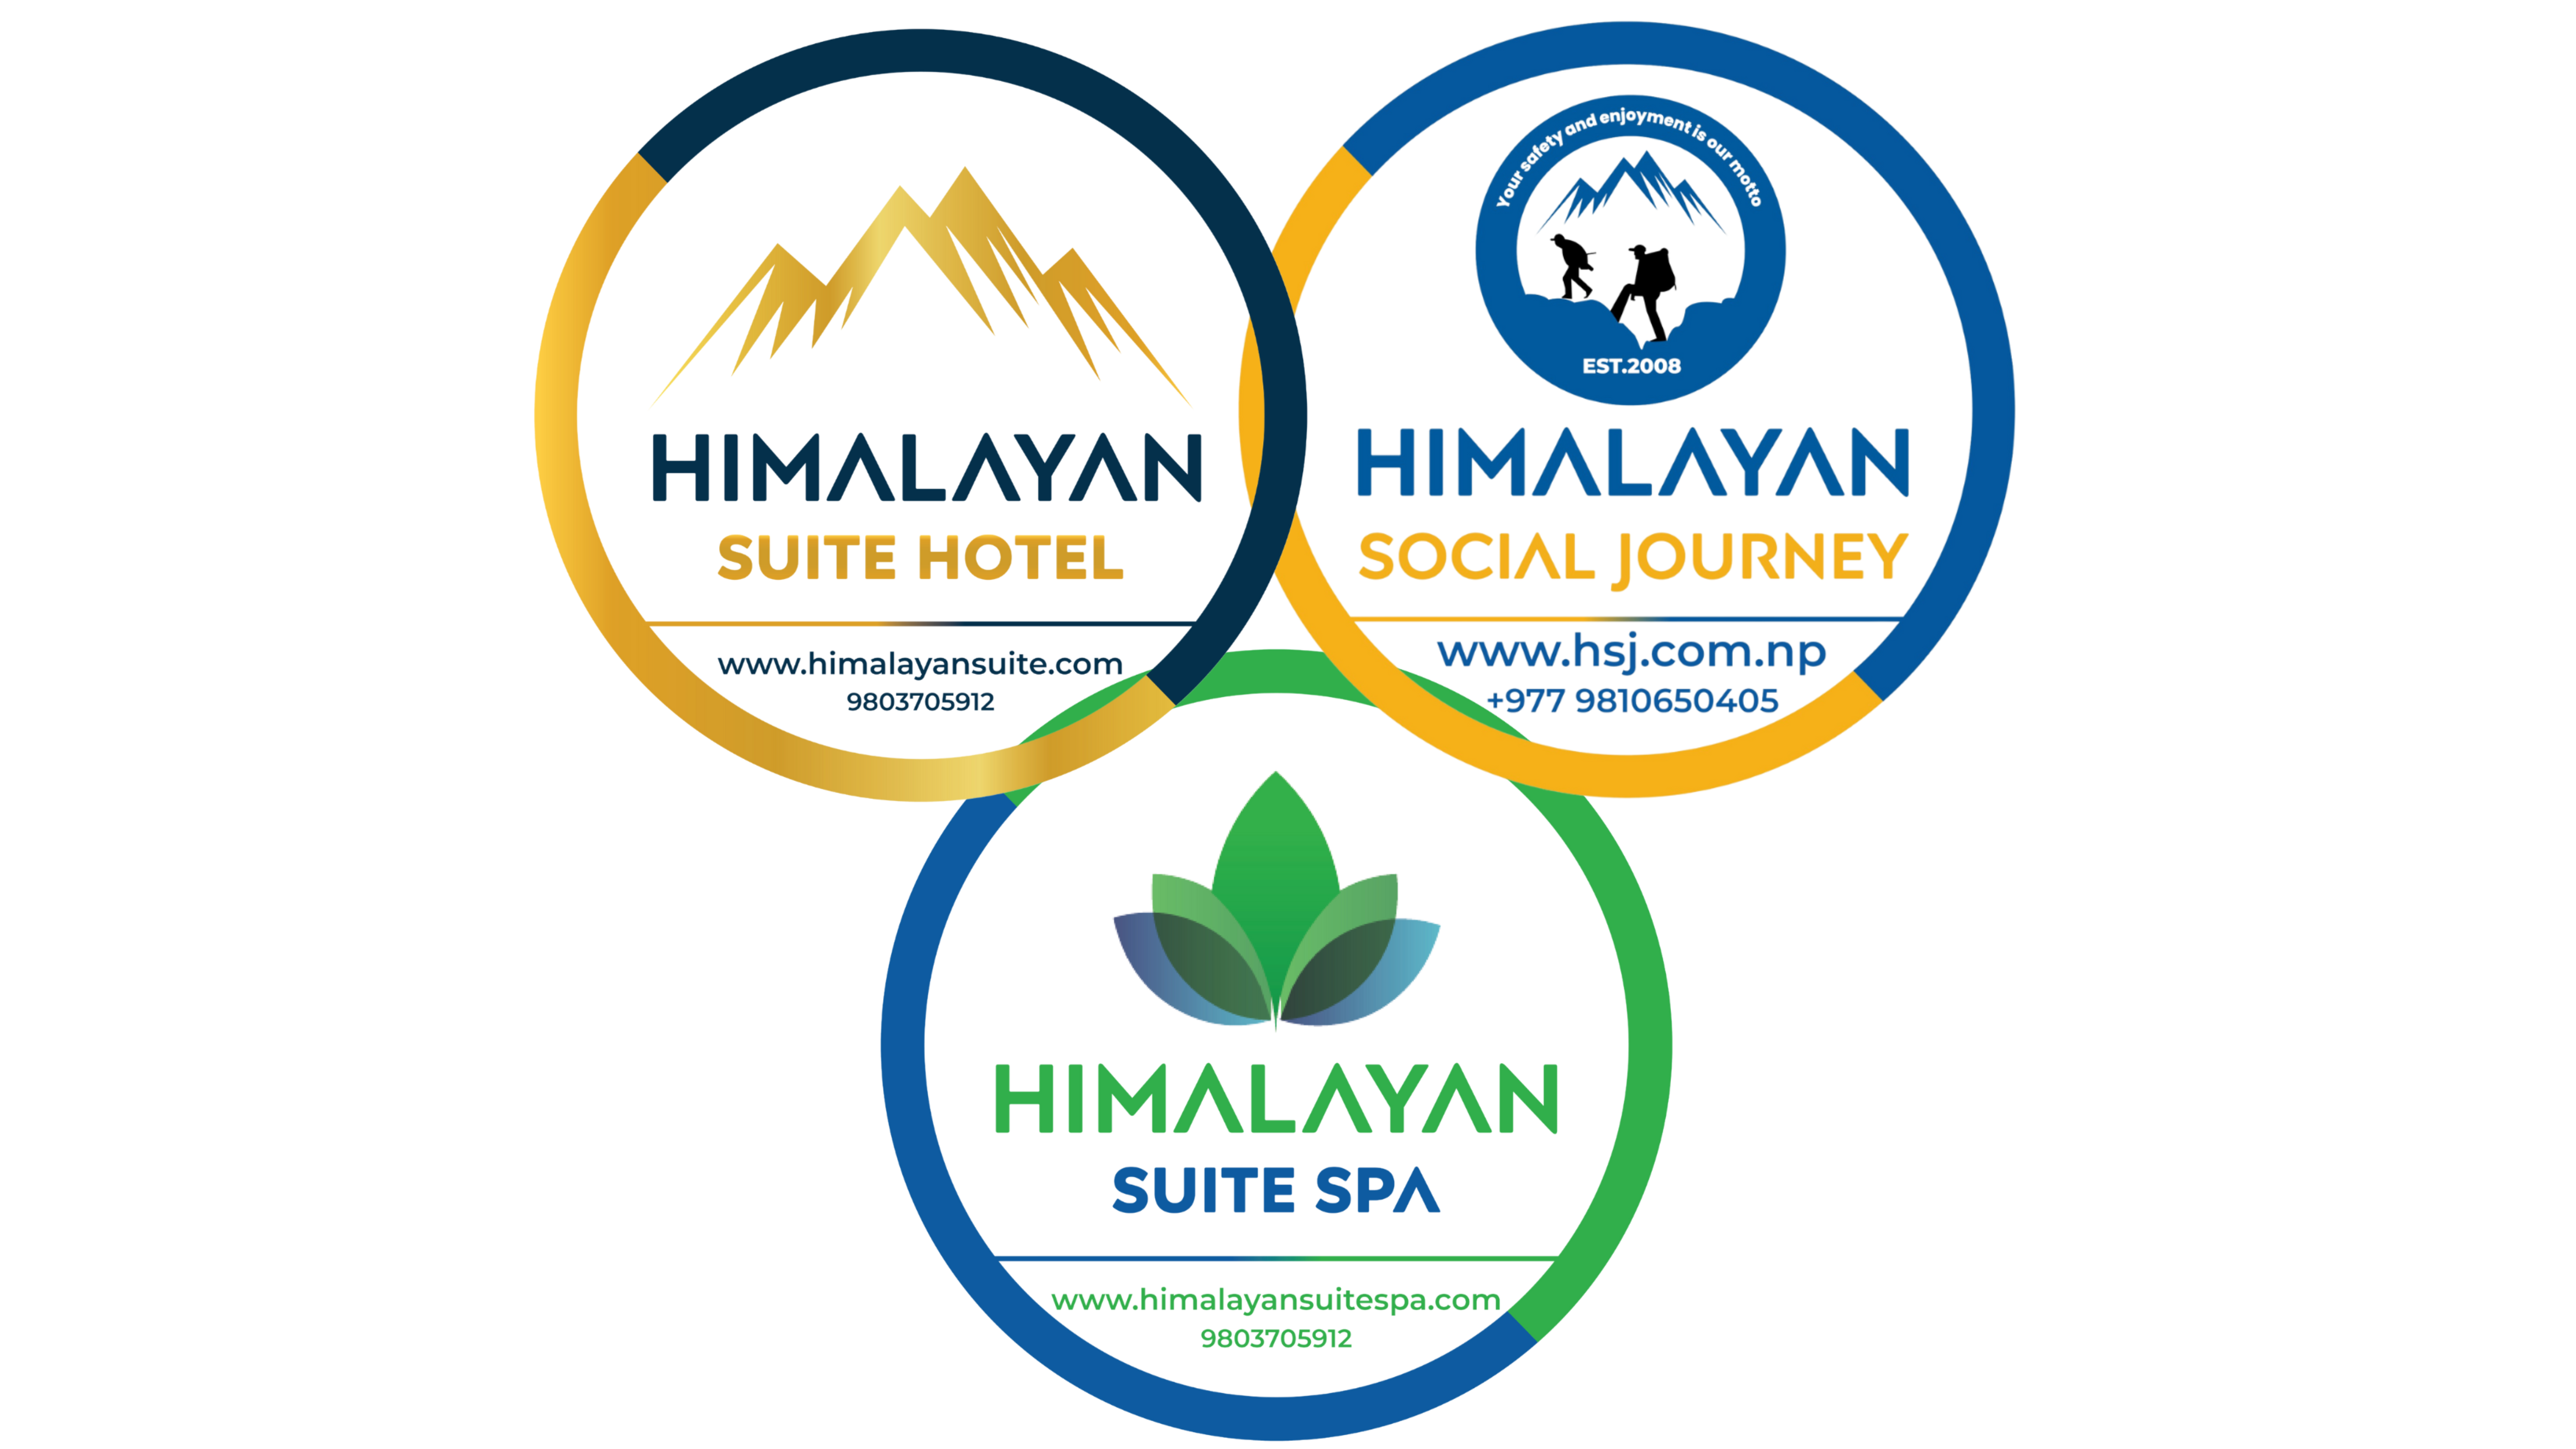 HIMALAYAN
SUITE HOTEL
www.himalayansuite.com
9803705912
Your safety and enjoyment is our motto
EST.2008
HIMALAYAN
SOCIAL JOURNEY
www.hsj.com.np
+977 9810650405
HIMALAYAN
SUITE SPA
www.himalayansuitespa.com
9803705912